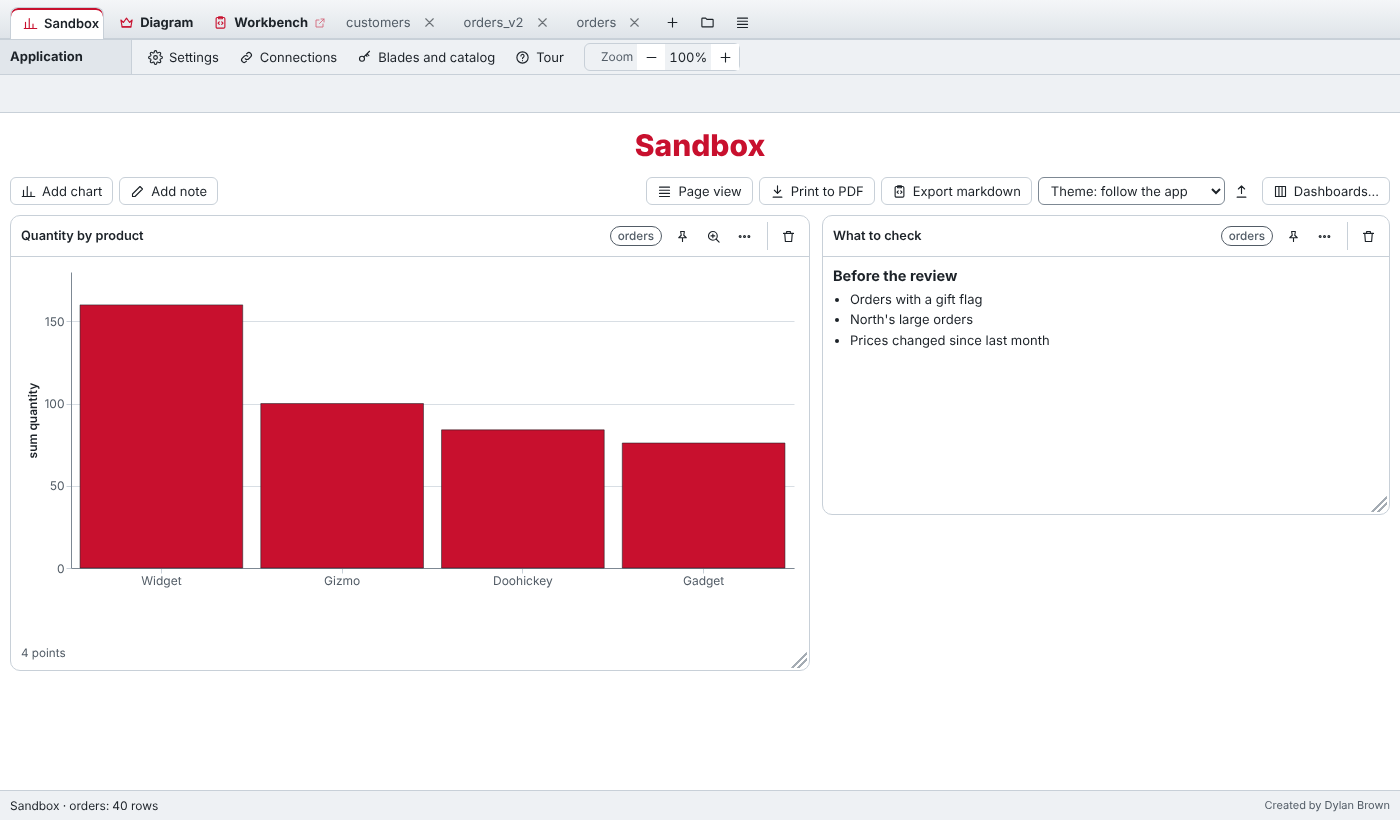 Sandbox Diagram Workbench customers orders_v2 orders
Application Settings Connections Blades and catalog Tour Zoom 100%
Sandbox
Add chart Add note Page view Print to PDF Export markdown Theme: follow the app Dashboards...
Quantity by product orders
What to check orders
Before the review
• Orders with a gift flag
• North's large orders
• Prices changed since last month
sum quantity
150
100
50
0
Widget Gizmo Doohickey Gadget
4 points
Sandbox · orders: 40 rows Created by Dylan Brown